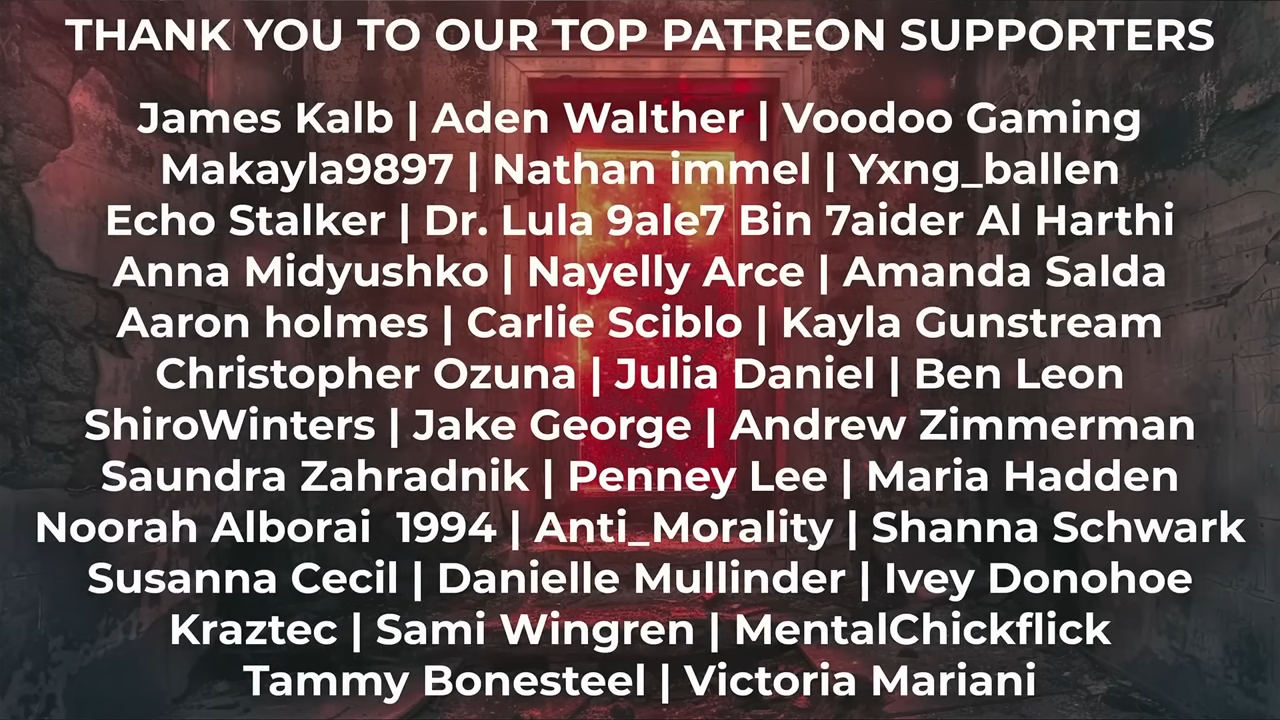 THANK YOU TO OUR TOP PATREON SUPPORTERS
James Kalb | Aden Walther | Voodoo Gaming
Makayla9897 | Nathan immel | Yxng_ballen
Echo Stalker | Dr. Lula 9ale7 Bin 7aider Al Harthi
Anna Midyushko | Nayelly Arce | Amanda Salda
Aaron holmes | Carlie Sciblo | Kayla Gunstream
Christopher Ozuna | Julia Daniel | Ben Leon
ShiroWinters | Jake George | Andrew Zimmerman
Saundra Zahradnik | Penney Lee | Maria Hadden
Noorah Alborai  1994 | Anti_Morality | Shanna Schwark
Susanna Cecil | Danielle Mullinder | Ivey Donohoe
Kraztec | Sami Wingren | MentalChickflick
Tammy Bonesteel | Victoria Mariani